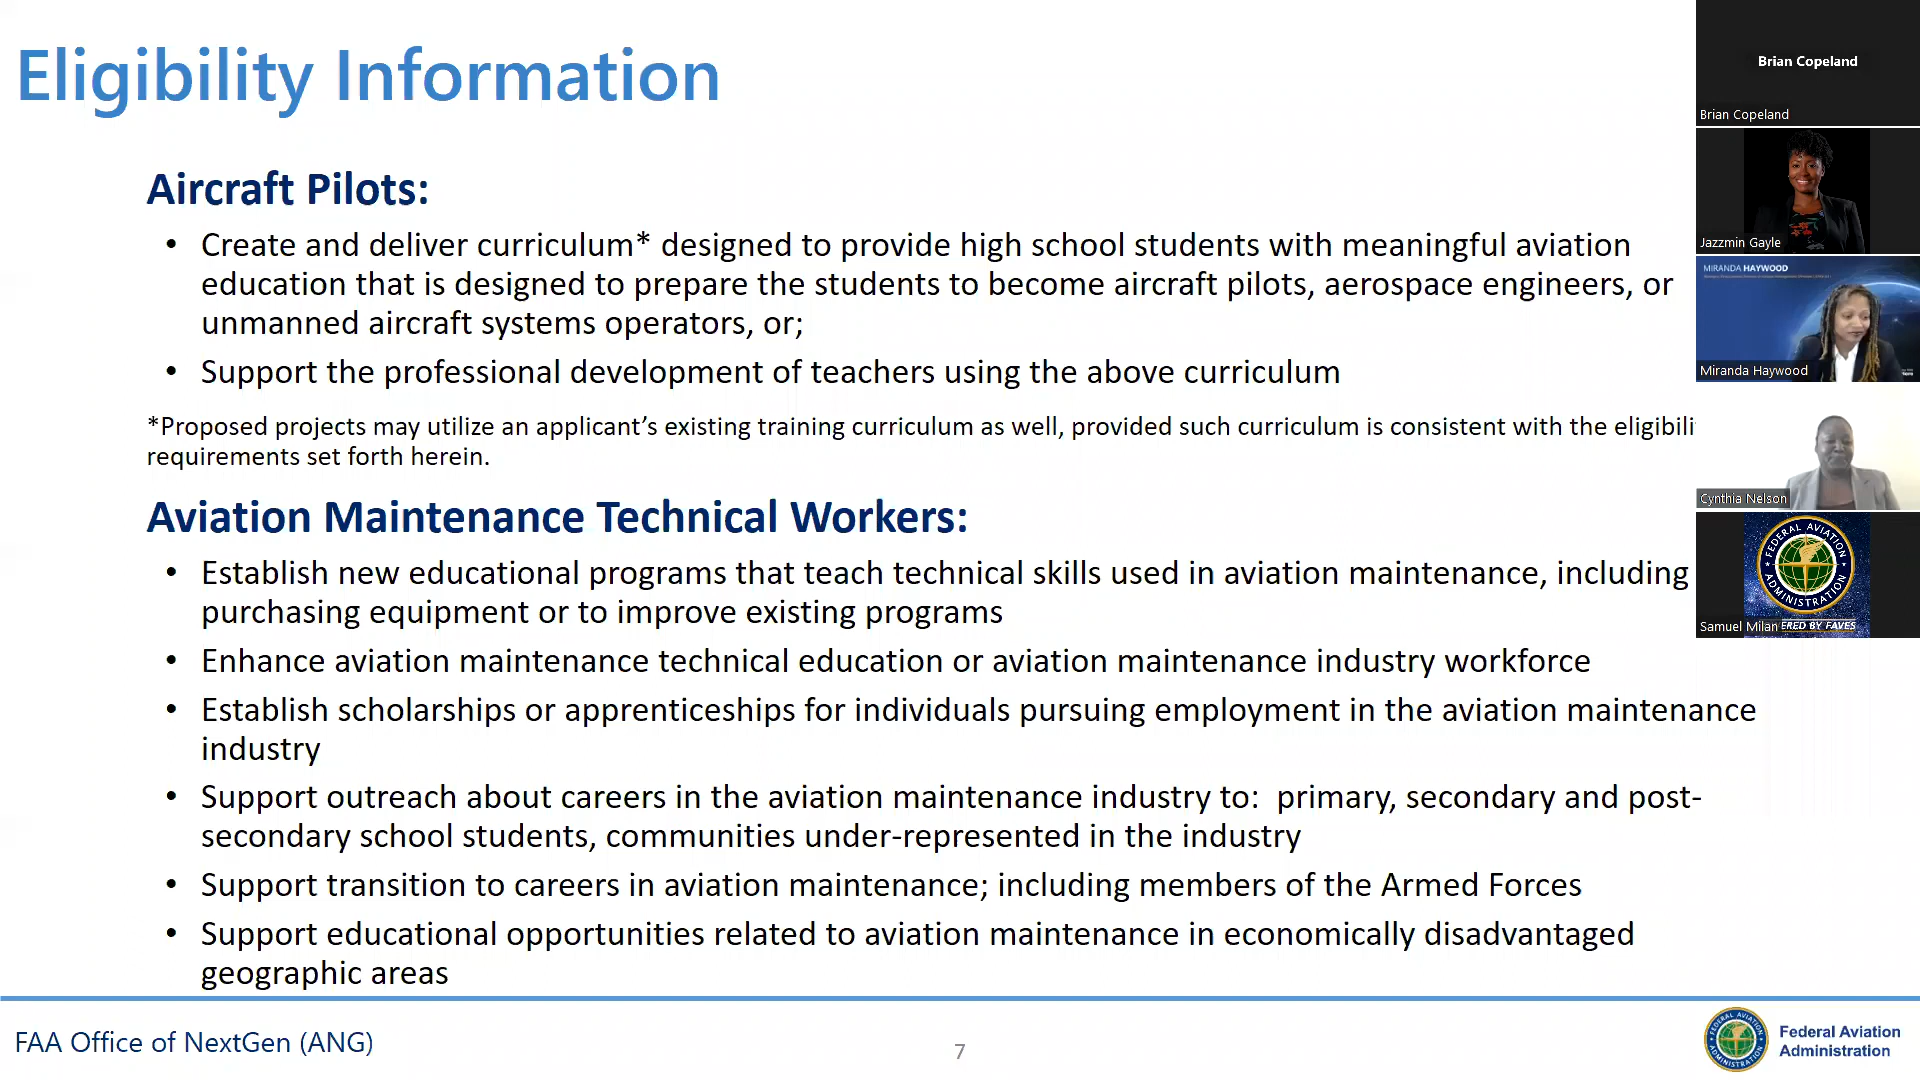 Eligibility Information
Aircraft Pilots:
• Create and deliver curriculum* designed to provide high school students with meaningful aviation
education that is designed to prepare the students to become aircraft pilots, aerospace engineers, or
unmanned aircraft systems operators, or;
• Support the professional development of teachers using the above curriculum
*Proposed projects may utilize an applicant’s existing training curriculum as well, provided such curriculum is consistent with the eligibili
requirements set forth herein.
Aviation Maintenance Technical Workers:
• Establish new educational programs that teach technical skills used in aviation maintenance, including
purchasing equipment or to improve existing programs
• Enhance aviation maintenance technical education or aviation maintenance industry workforce
• Establish scholarships or apprenticeships for individuals pursuing employment in the aviation maintenance
industry
• Support outreach about careers in the aviation maintenance industry to:  primary, secondary and post-
secondary school students, communities under-represented in the industry
• Support transition to careers in aviation maintenance; including members of the Armed Forces
• Support educational opportunities related to aviation maintenance in economically disadvantaged
geographic areas
FAA Office of NextGen (ANG)
7
Federal Aviation
Administration
Brian Copeland
Brian Copeland
Jazzmin Gayle
MIRANDA HAYWOOD
Miranda Haywood
Cynthia Nelson
FEDERAL AVIATION
ADMINISTRATION
ERED BY FAVES
Samuel Milan